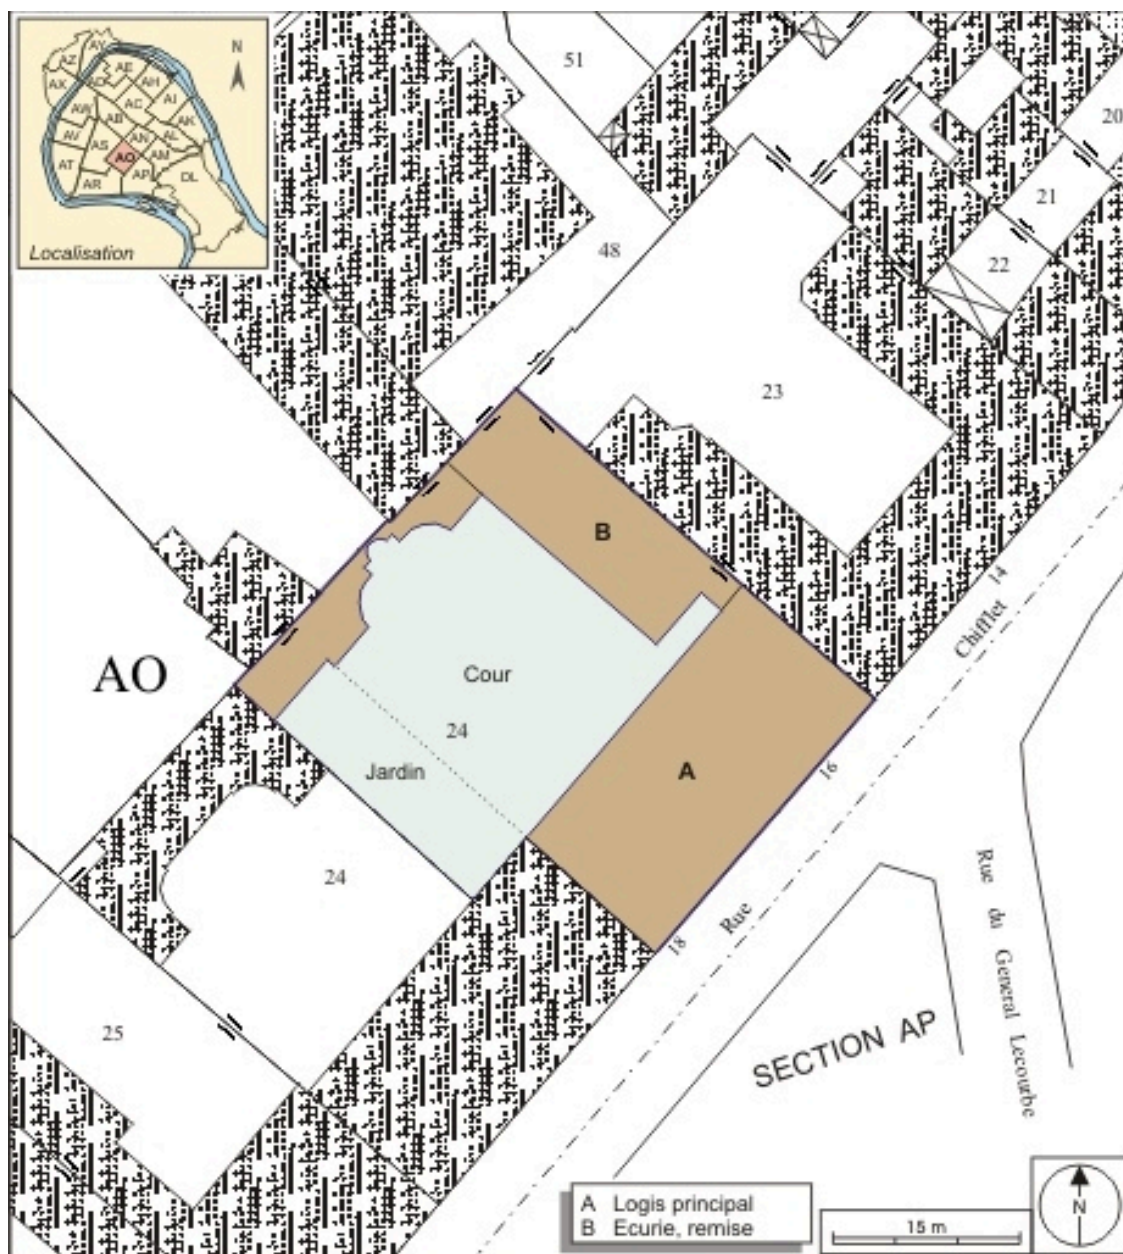 N
AY
AZ
AE
AX
AD
AH
AC
AI
AW
AB
AK
AV
AN
AL
AS
AO
AM
AT
AP
DL
AR
Localisation
51
20
21
48
22
23
B
14
Chifflet
AO
Cour
24
Jardin
A
16
24
Rue
18
Rue du General Lecourbe
25
SECTION AP
A Logis principal
B Ecurie, remise
15 m
N